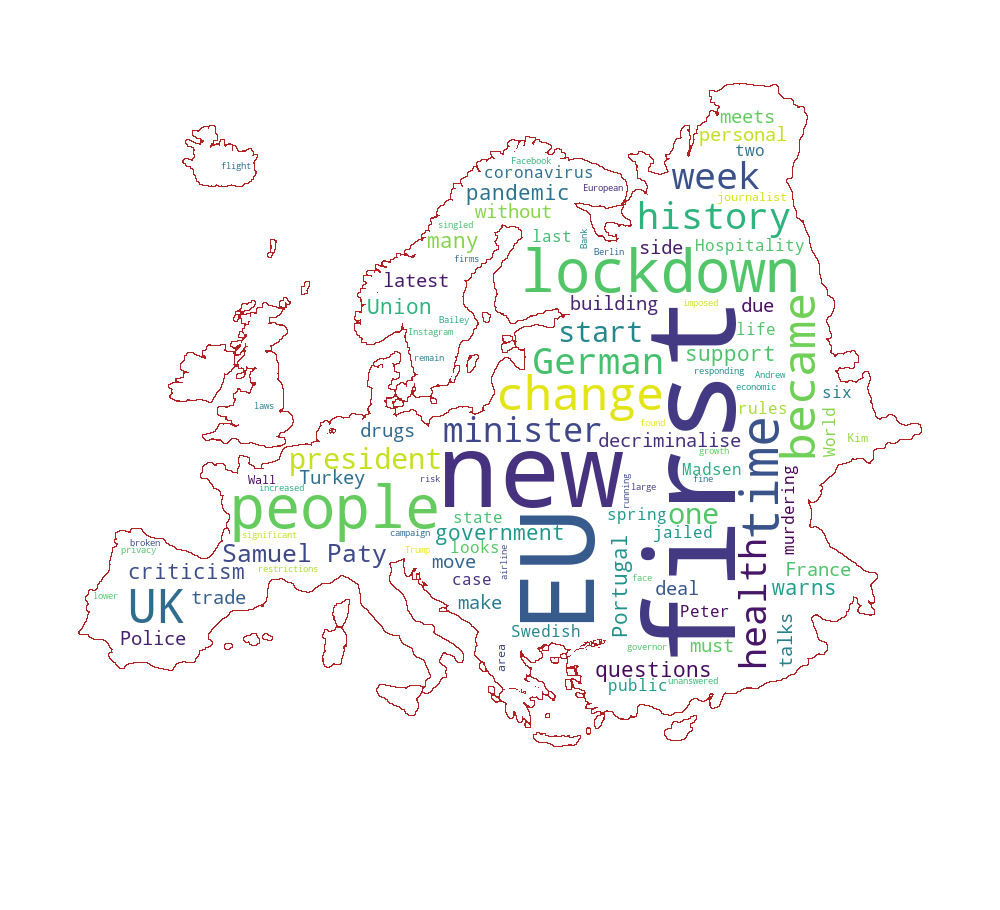 meets
personal
two
Facebook
coronavirus
flight
week
European
pandemic
journalist
without
history
singled
many
last
Bank
side
Hospitality
Berlin
firms
lockdown
latest
Union
building
imposed
due
became
Bailey
Instagram
start
life
first
German
support
remain
responding
Andrew
economic
change
six
laws
rules
World
drugs
minister
found
decriminalise
Kim
time
president
new
growth
Madsen
Turkey
Wall
risk
running
large
fine
murdering
increased
people
state
spring
one
EU
significant
campaign
government
jailed
broken
privacy
Samuel Paty
Trump
looks
airline
Portugal
health
France
restrictions
criticism
move
case
face
deal
warns
lower
UK
trade
make
Peter
Police
Swedish
area
governor
must
talks
questions
public
unanswered